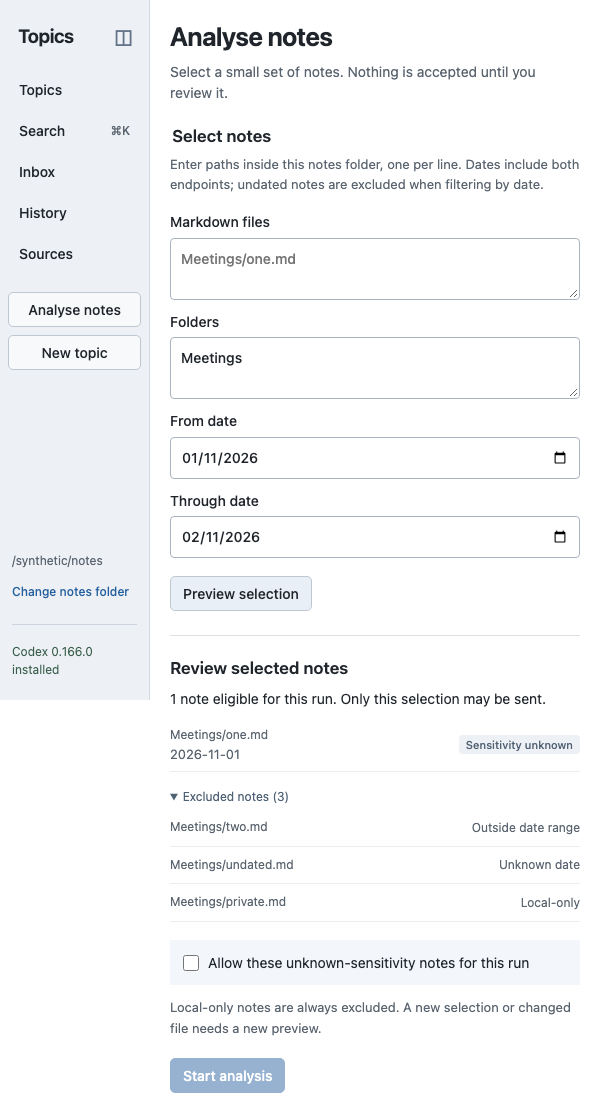 Topics
Topics
Search ⌘K
Inbox
History
Sources
Analyse notes
New topic
/synthetic/notes
Change notes folder
Codex 0.166.0
installed
Analyse notes
Select a small set of notes. Nothing is accepted until you
review it.
Select notes
Enter paths inside this notes folder, one per line. Dates include both
endpoints; undated notes are excluded when filtering by date.
Markdown files
Meetings/one.md
Folders
Meetings
From date
01/11/2026
Through date
02/11/2026
Preview selection
Review selected notes
1 note eligible for this run. Only this selection may be sent.
Meetings/one.md
2026-11-01
Sensitivity unknown
Excluded notes (3)
Meetings/two.md Outside date range
Meetings/undated.md Unknown date
Meetings/private.md Local-only
Allow these unknown-sensitivity notes for this run
Local-only notes are always excluded. A new selection or changed
file needs a new preview.
Start analysis